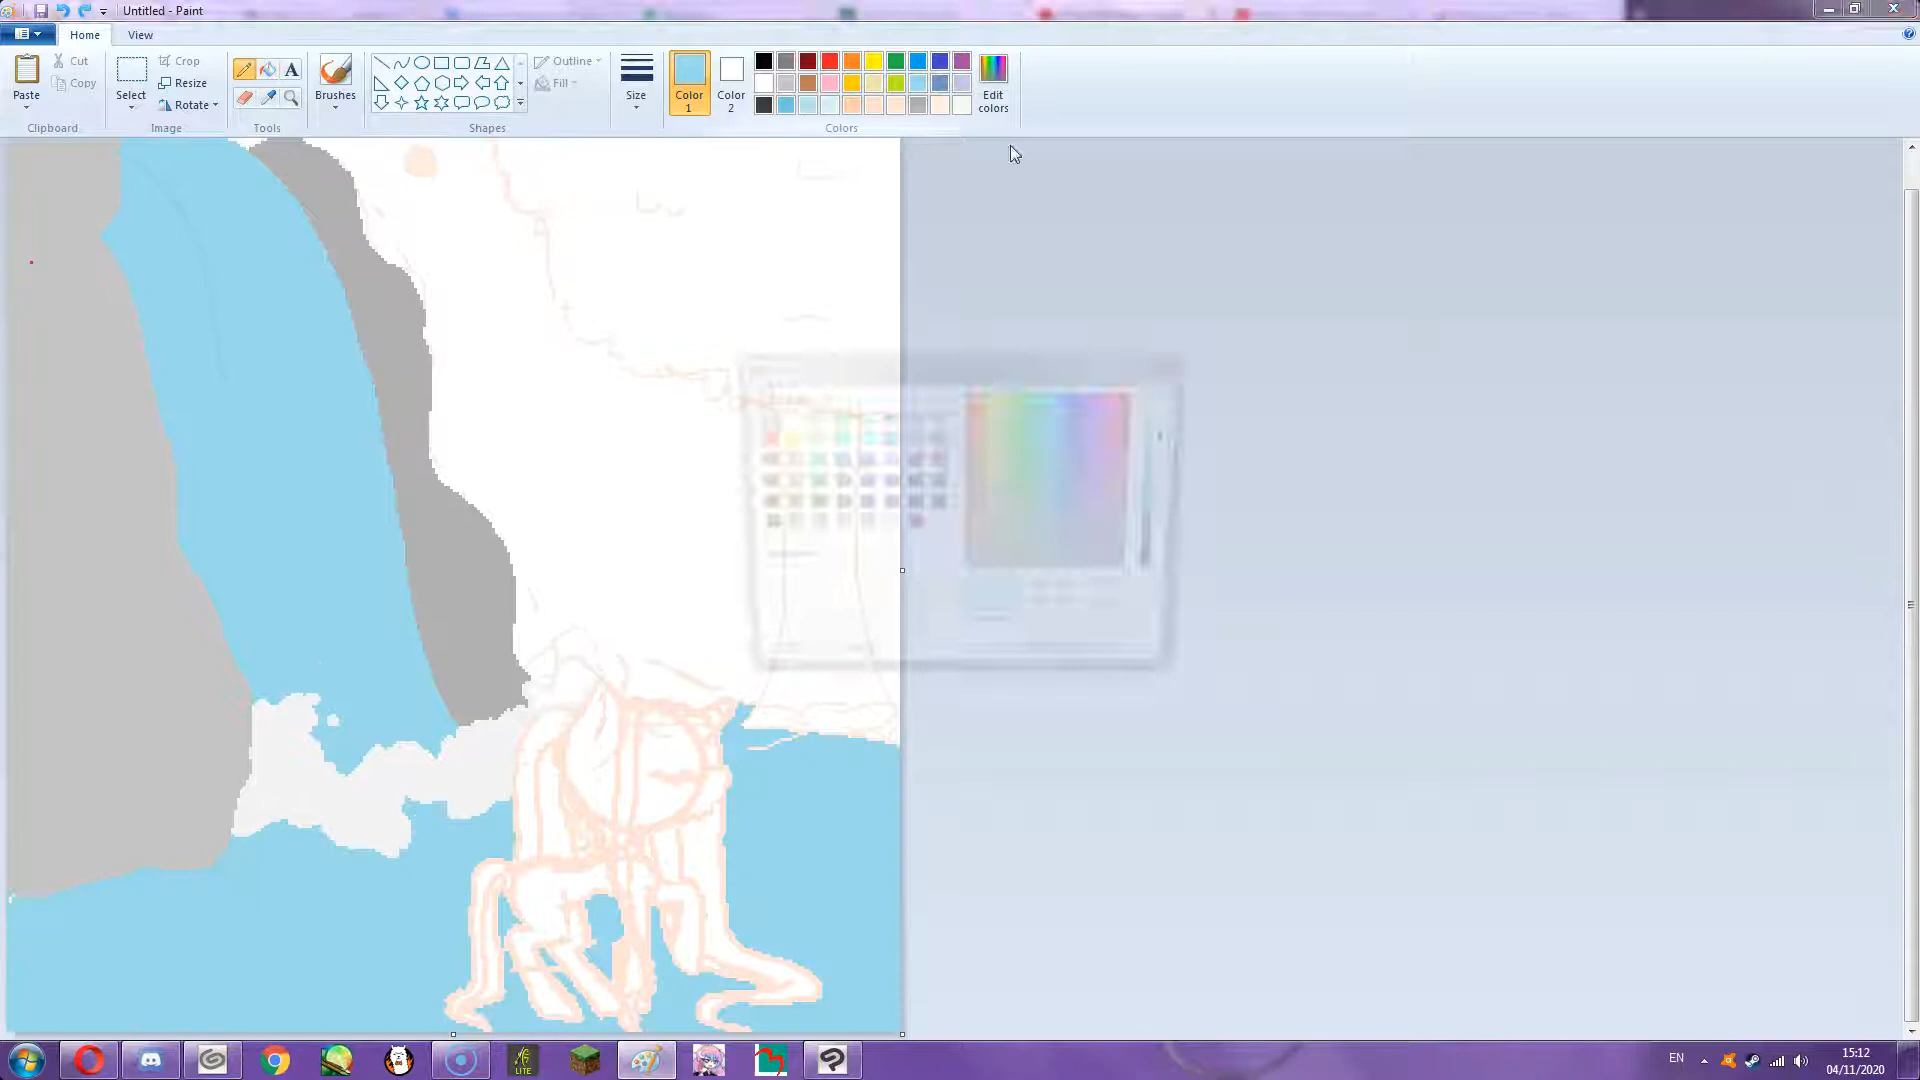 Untitled - Paint
Home View
Cut
Copy
Paste
Clipboard
Crop
Resize
Rotate
Select
Image
A
Tools
Brushes
Outline
Fill
Shapes
Size
Color 1
Color 2
Edit colors
Colors
LITE
EN
15:12
04/11/2020